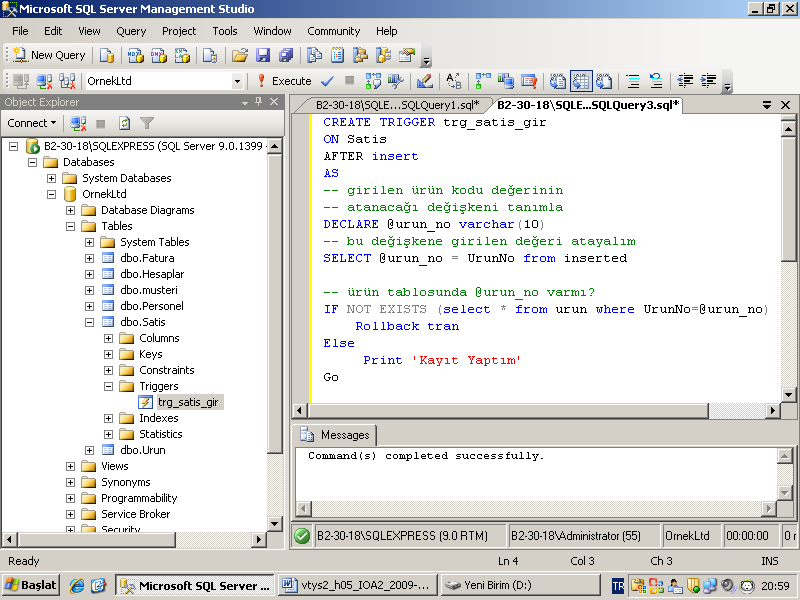 Microsoft SQL Server Management Studio
File Edit View Query Project Tools Window Community Help
New Query
OrnekLtd Execute
Object Explorer
Connect
B2-30-18\SQLEXPRESS (SQL Server 9.0.1399
Databases
System Databases
OrnekLtd
Database Diagrams
Tables
System Tables
dbo.Fatura
dbo.Hesaplar
dbo.musteri
dbo.Personel
dbo.Satis
Columns
Keys
Constraints
Triggers
trg_satis_gir
Indexes
Statistics
dbo.Urun
Views
Synonyms
Programmability
Service Broker
Security
B2-30-18\SQLE...SQLQuery1.sql* B2-30-18\SQLE...SQLQuery3.sql*
CREATE TRIGGER trg_satis_gir
ON Satis
AFTER insert
AS
-- girilen ürün kodu değerinin
-- atanacağı değişkeni tanımla
DECLARE @urun_no varchar(10)
-- bu değişkene girilen değeri atayalım
SELECT @urun_no = UrunNo from inserted
-- ürün tablosunda @urun_no varmı?
IF NOT EXISTS (select * from urun where UrunNo=@urun_no)
Rollback tran
Else
Print 'Kayıt Yaptım'
Go
Messages
Command(s) completed successfully.
B2-30-18\SQLEXPRESS (9.0 RTM) B2-30-18\Administrator (55) OrnekLtd 00:00:00 0 r
Ready Ln 4 Col 3 Ch 3 INS
Başlat Microsoft SQL Server ... vtys2_h05_IOA2_2009-... Yeni Birim (D:) TR 20:59